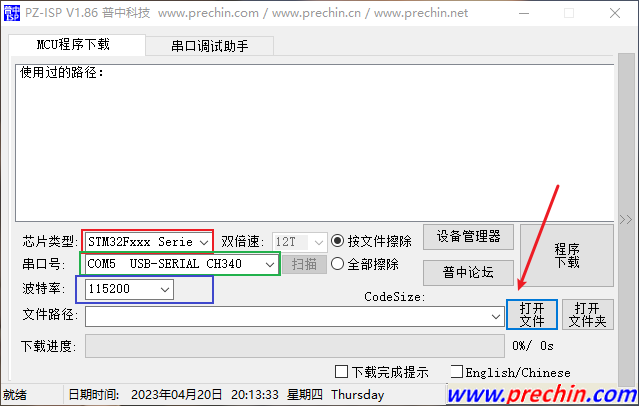 PZ-ISP V1.86 普中科技 www.prechin.com / www.prechin.cn / www.prechin.net
MCU程序下载 串口调试助手
使用过的路径:
芯片类型: STM32Fxxx Serie 双倍速: 12T 按文件擦除 设备管理器 程序下载
串口号: COM5 USB-SERIAL CH340 扫描 全部擦除 普中论坛
波特率: 115200
CodeSize:
文件路径: 打开文件 打开文件夹
下载进度: 0%/ 0s
下载完成提示 English/Chinese
就绪 日期时间: 2023年04月20日 20:13:33 星期四 Thursday
www.prechin.com